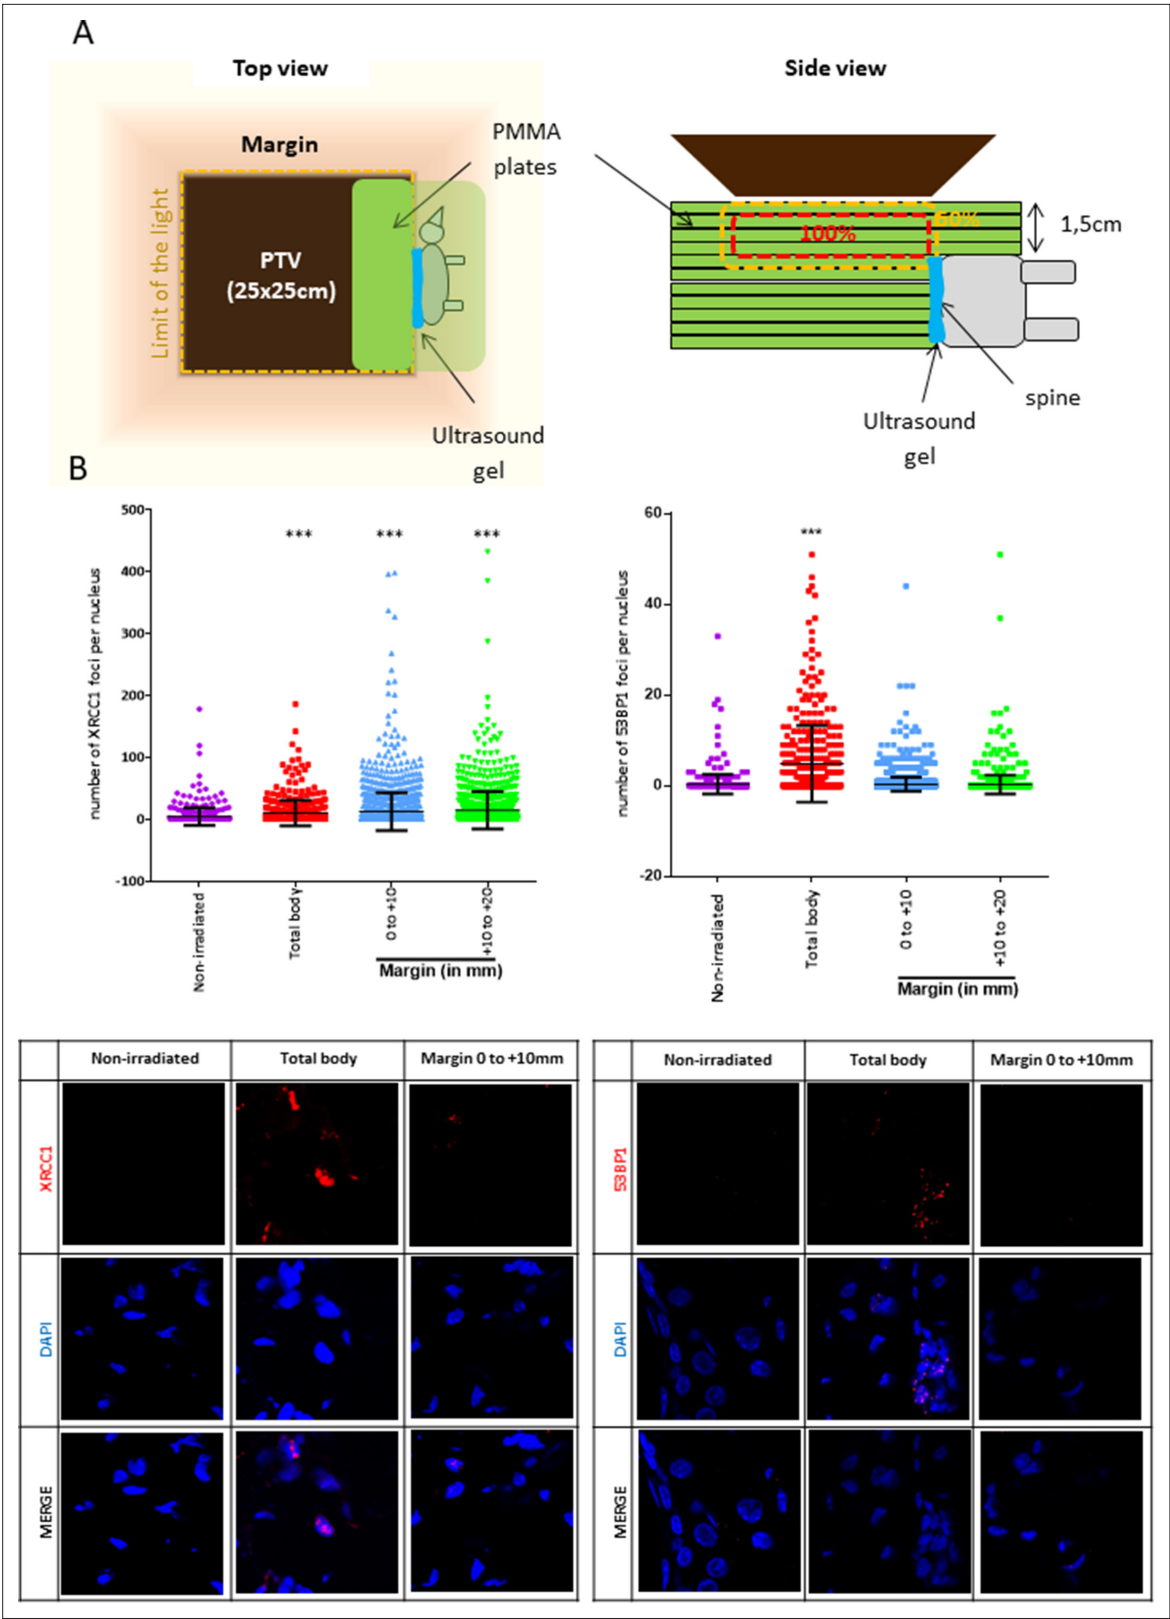 A
Top view
Side view
Margin
PMMA
plates
Limit of the light
PTV
(25x25cm)
Ultrasound
gel
50%
100%
1,5cm
spine
Ultrasound
gel
B
number of XRCC1 foci per nucleus
500
400
300
200
100
0
-100
***
***
***
Non-irradiated
Total body
0 to +10
+10 to +20
Margin (in mm)
number of 53BP1 foci per nucleus
60
40
20
0
-20
***
Non-irradiated
Total body
0 to +10
+10 to +20
Margin (in mm)
Non-irradiated
Total body
Margin 0 to +10mm
XRCC1
DAPI
MERGE
Non-irradiated
Total body
Margin 0 to +10mm
53BP1
DAPI
MERGE